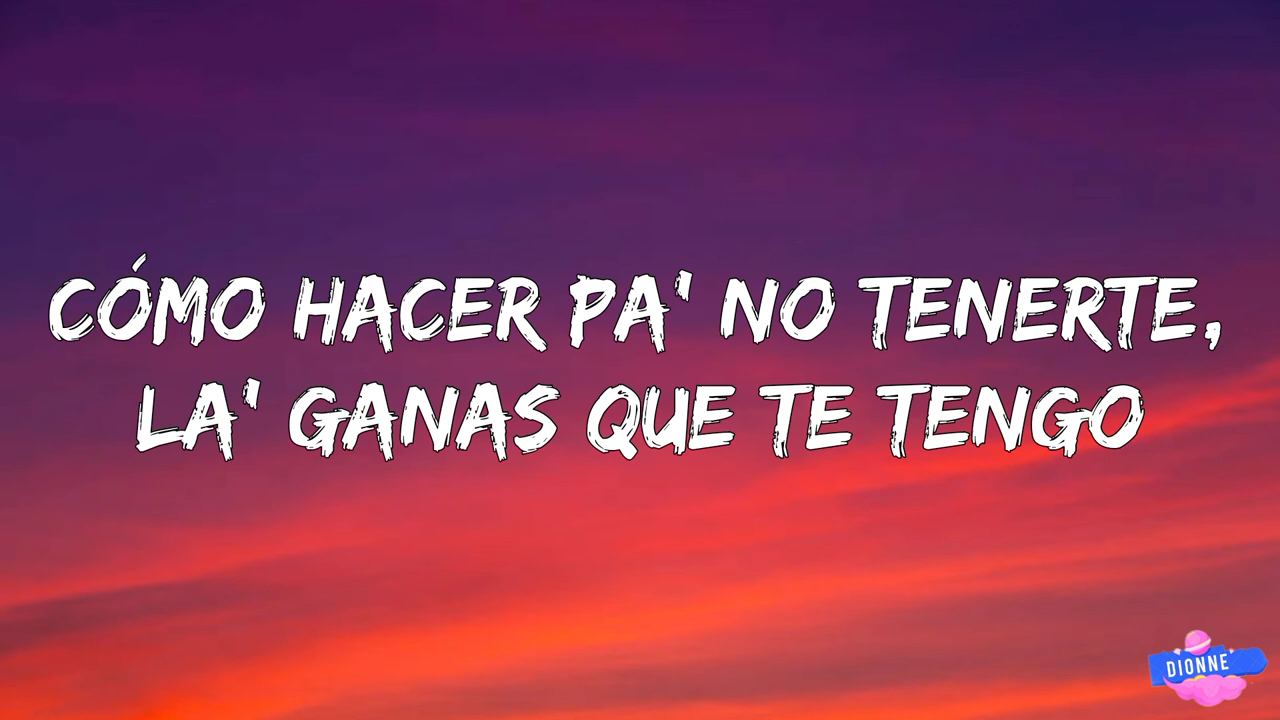 CÓMO HACER PA' NO TENERTE,
LA' GANAS QUE TE TENGO
DIONNE